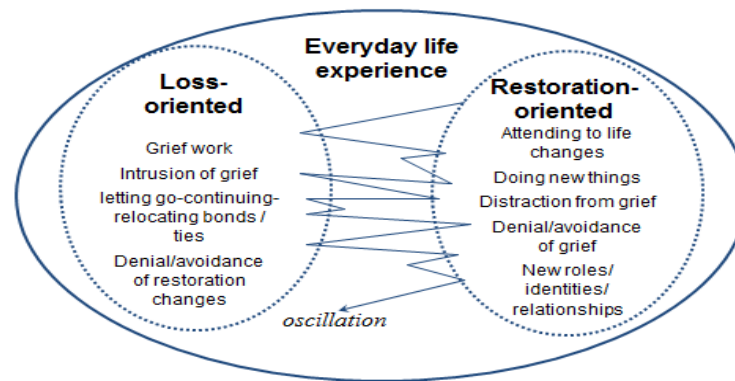 Everyday life
experience
Loss-
oriented
Grief work
Intrusion of grief
letting go-continuing-
relocating bonds /
ties
Denial/avoidance
of restoration
changes
Restoration-
oriented
Attending to life
changes
Doing new things
Distraction from grief
Denial/avoidance
of grief
New roles/
identities/
relationships
oscillation